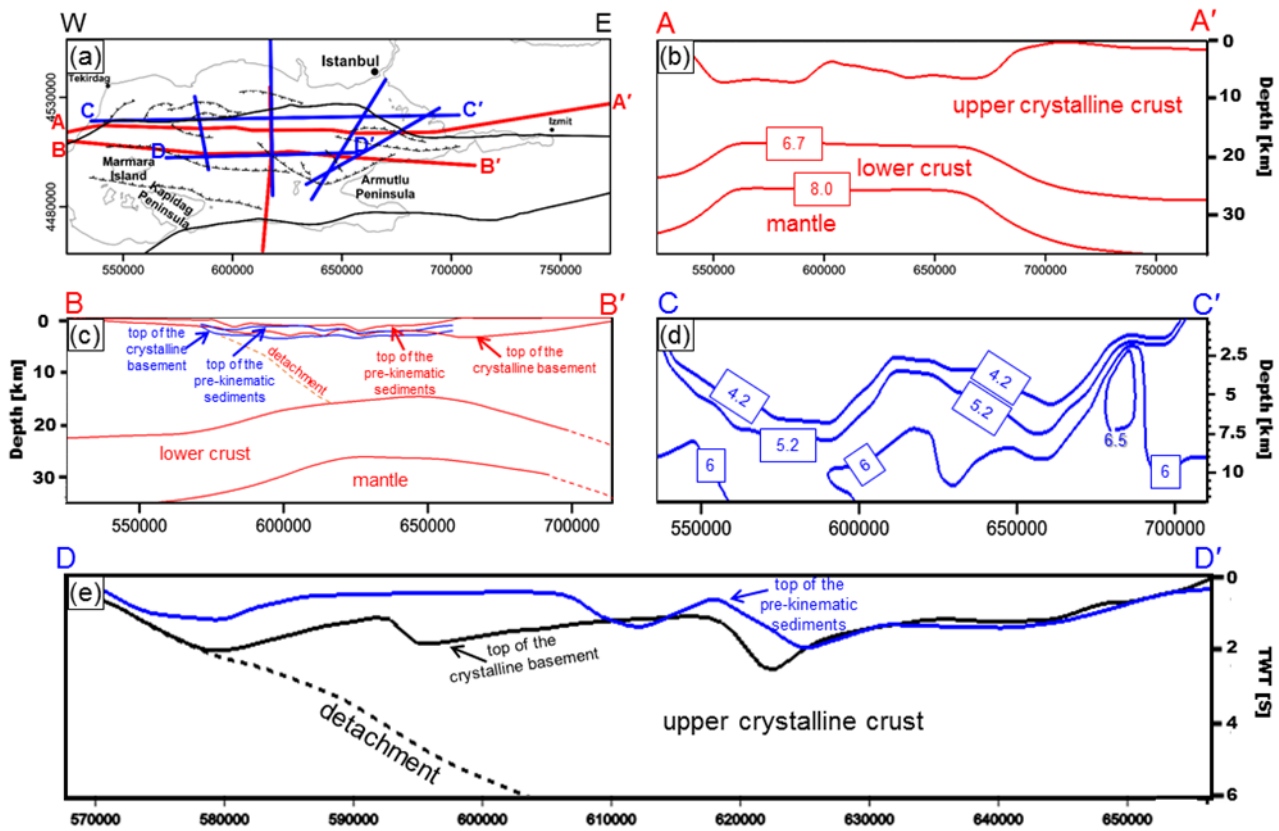 W
E
(a)
Tekirdag
Istanbul
4530000
4480000
C
C′
A
A′
B
B′
D
D′
Izmit
Marmara
Island
Kapidag
Peninsula
Armutlu
Peninsula
550000
600000
650000
700000
750000
A
A′
(b)
upper crystalline crust
6.7
lower crust
8.0
mantle
0
10
20
30
Depth [km]
550000
600000
650000
700000
750000
B
B′
(c)
0
10
20
30
Depth [km]
top of the
crystalline
basement
top of the
pre-kinematic
sediments
detachment
top of the
pre-kinematic
sediments
top of the
crystalline basement
lower crust
mantle
550000
600000
650000
700000
C
C′
(d)
4.2
5.2
4.2
5.2
6
6
6.5
6
2.5
5
7.5
10
Depth [km]
550000
600000
650000
700000
D
D′
(e)
top of the
pre-kinematic
sediments
top of the
crystalline basement
detachment
upper crystalline crust
0
2
4
6
TWT [S]
570000
580000
590000
600000
610000
620000
630000
640000
650000